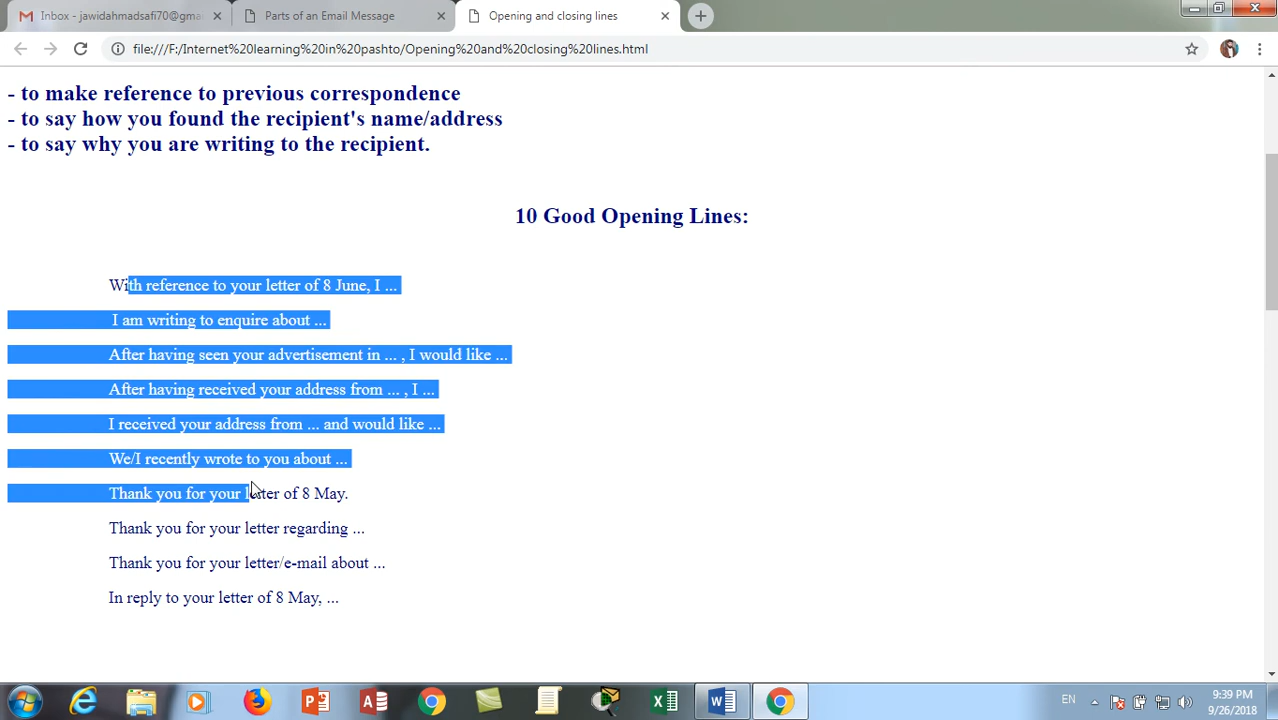 Inbox - jawidahmadsafi70@gma
Parts of an Email Message
Opening and closing lines
file:///F:/Internet%20learning%20in%20pashto/Opening%20and%20closing%20lines.html
- to make reference to previous correspondence
- to say how you found the recipient's name/address
- to say why you are writing to the recipient.
10 Good Opening Lines:
With reference to your letter of 8 June, I ...
I am writing to enquire about ...
After having seen your advertisement in ... , I would like ...
After having received your address from ... , I ...
I received your address from ... and would like ...
We/I recently wrote to you about ...
Thank you for your letter of 8 May.
Thank you for your letter regarding ...
Thank you for your letter/e-mail about ...
In reply to your letter of 8 May, ...
EN
9:39 PM
9/26/2018